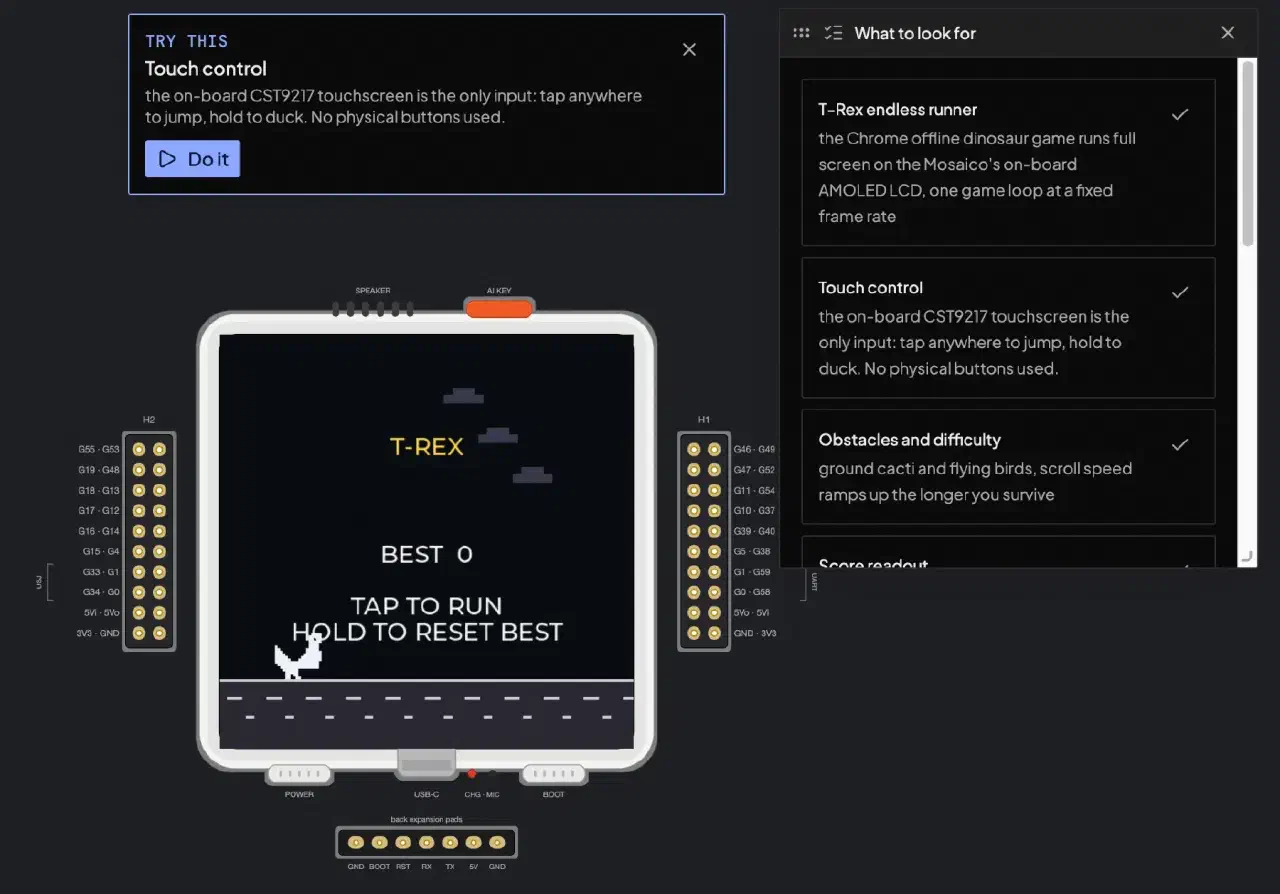 TRY THIS
Touch control
the on-board CST9217 touchscreen is the only input: tap anywhere
to jump, hold to duck. No physical buttons used.
Do it
What to look for
T-Rex endless runner
the Chrome offline dinosaur game runs full
screen on the Mosaico's on-board
AMOLED LCD, one game loop at a fixed
frame rate
Touch control
the on-board CST9217 touchscreen is the
only input: tap anywhere to jump, hold to
duck. No physical buttons used.
Obstacles and difficulty
ground cacti and flying birds, scroll speed
ramps up the longer you survive
Score readout
SPEAKER
AI KEY
T-REX
BEST 0
TAP TO RUN
HOLD TO RESET BEST
H2
G55 · G53
G19 · G48
G18 · G13
G17 · G12
G16 · G14
G15 · G4
G33 · G1
G34 · G0
5Vi · 5Vo
3V3 · GND
H1
G46 · G49
G47 · G52
G11 · G54
G10 · G37
G39 · G40
G5 · G38
G1 · G59
G0 · G58
5Vo · 5Vi
GND · 3V3
UART
POWER
USB-C
CHG · MIC
BOOT
back expansion pads
GND BOOT RST RX TX 5V GND